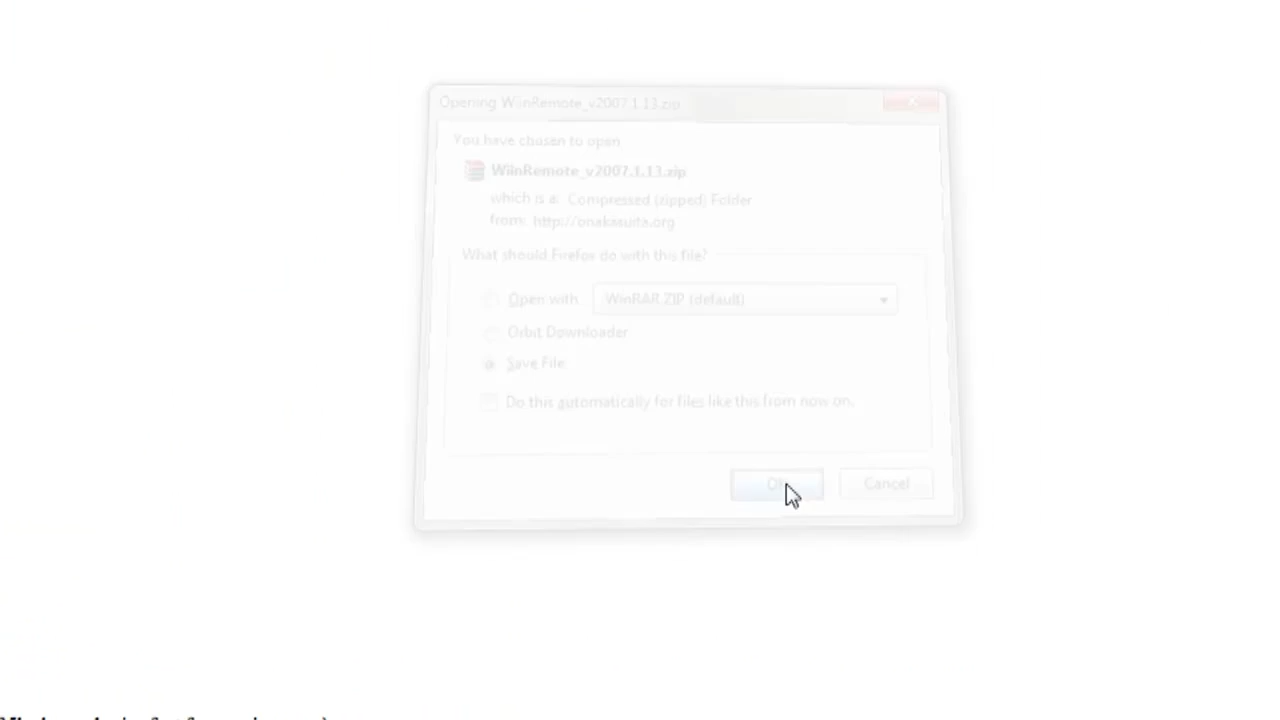 Opening WiinRemote_v2007.1.13.zip
You have chosen to open
WiinRemote_v2007.1.13.zip
which is a: Compressed (zipped) Folder
from: http://onakasuita.org
What should Firefox do with this file?
Open with WinRAR ZIP (default)
Orbit Downloader
Save File
Do this automatically for files like this from now on.
OK Cancel